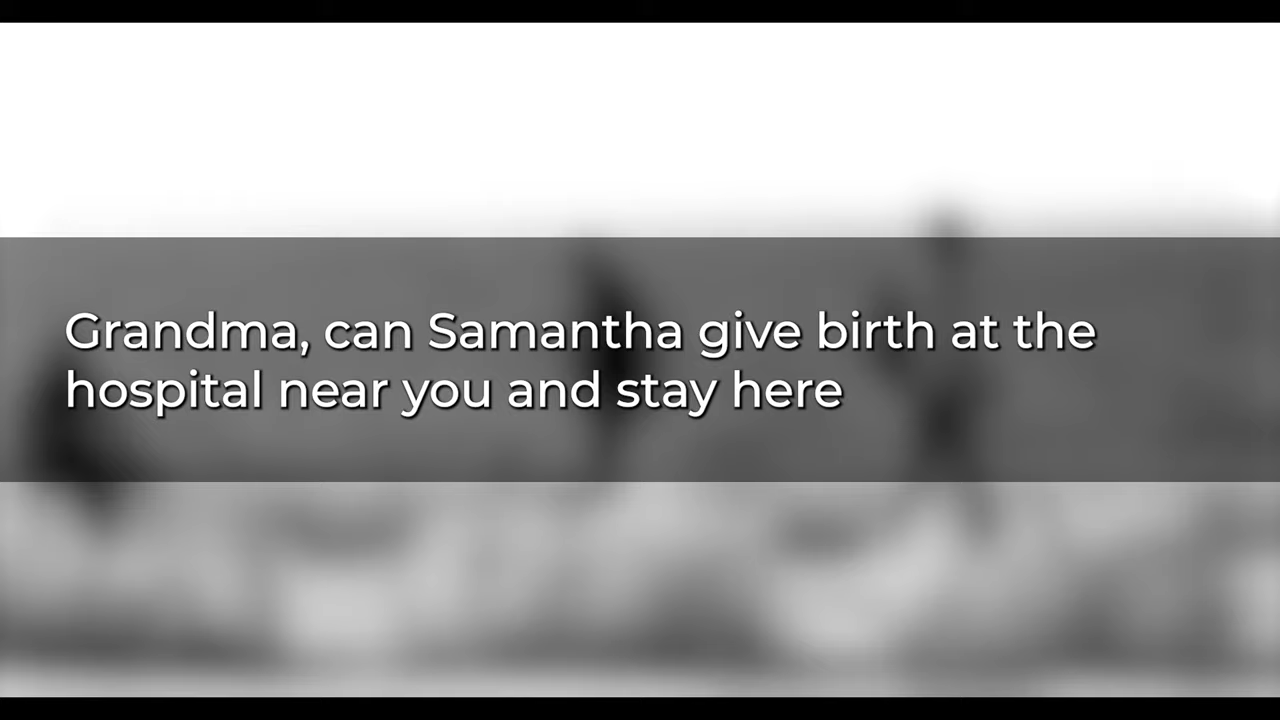 Grandma, can Samantha give birth at the
hospital near you and stay here